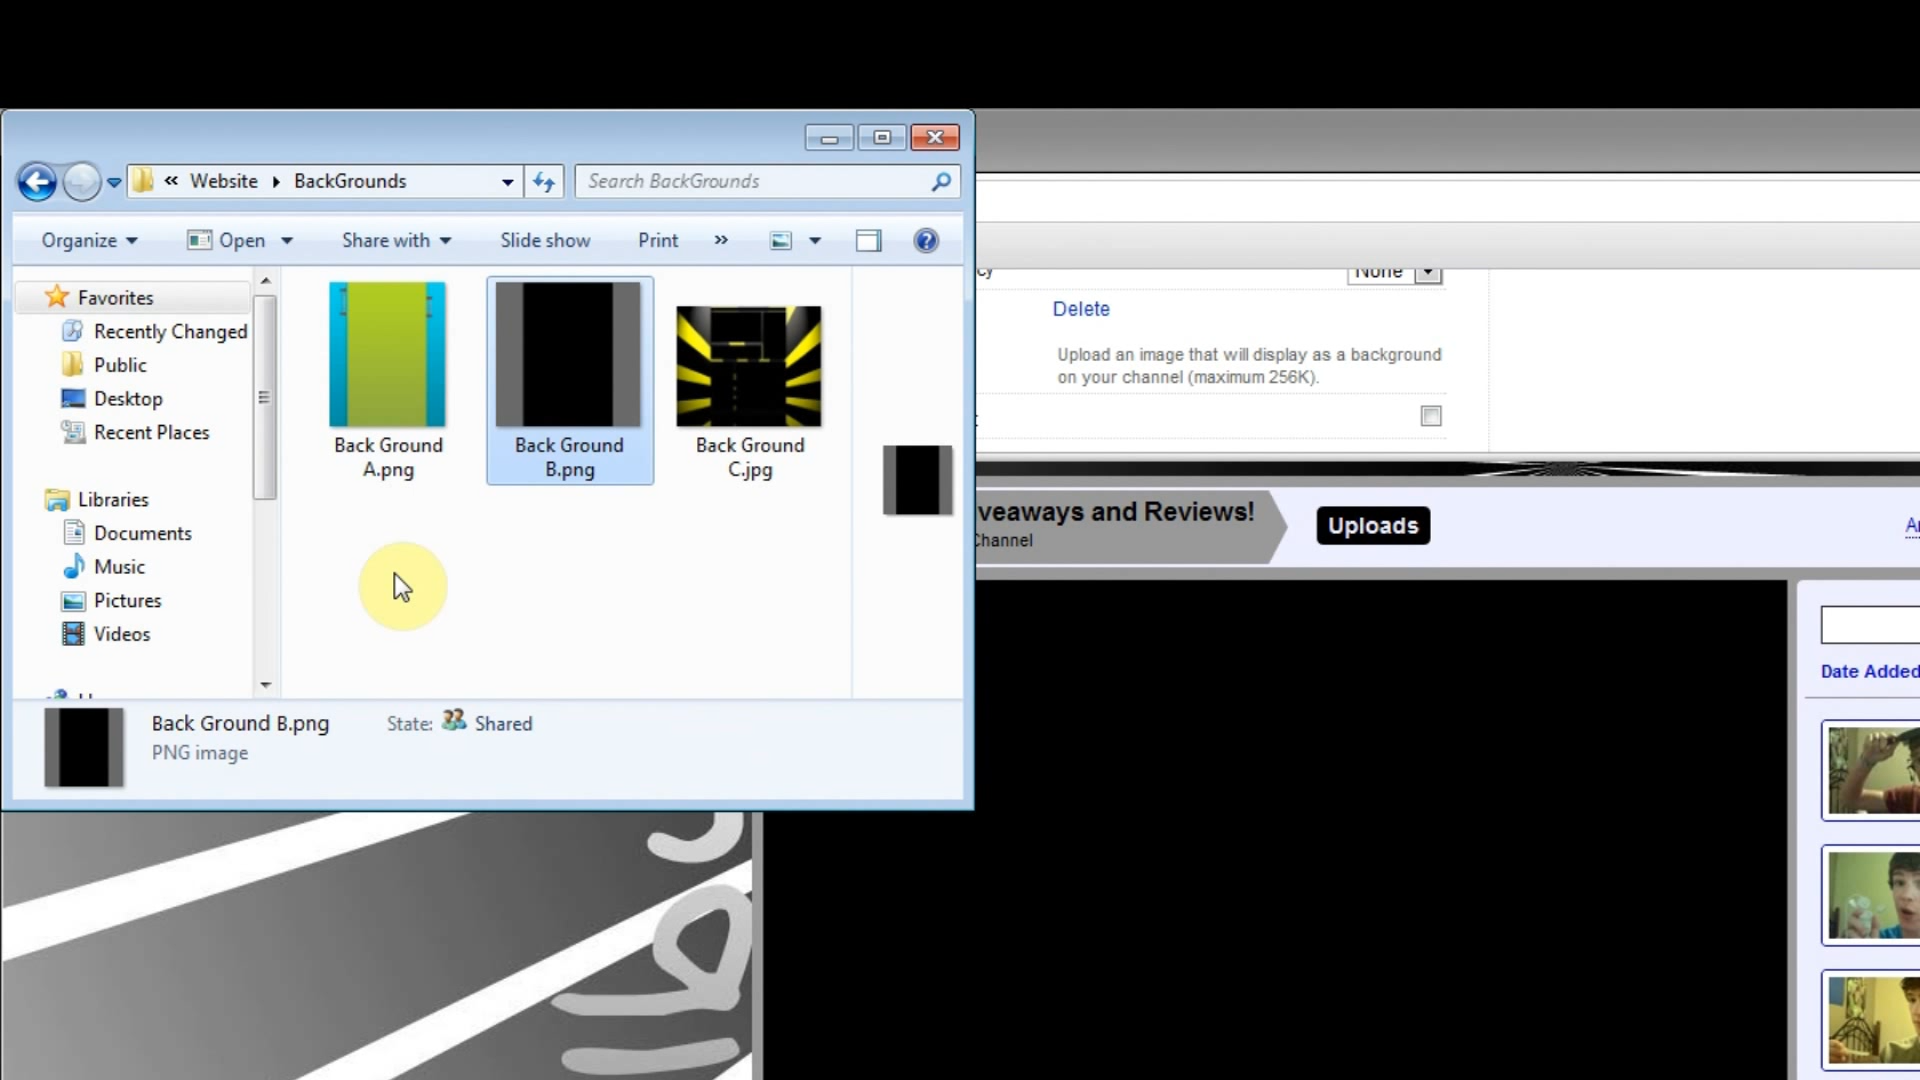 « Website ▸ BackGrounds
Search BackGrounds
Organize
Open
Share with
Slide show
Print
»
Favorites
Recently Changed
Public
Desktop
Recent Places
Libraries
Documents
Music
Pictures
Videos
Back Ground
A.png
Back Ground
B.png
Back Ground
C.jpg
Back Ground B.png
PNG image
State:
Shared
cy
None
Delete
Upload an image that will display as a background
on your channel (maximum 256K).
veaways and Reviews!
Channel
Uploads
Date Added